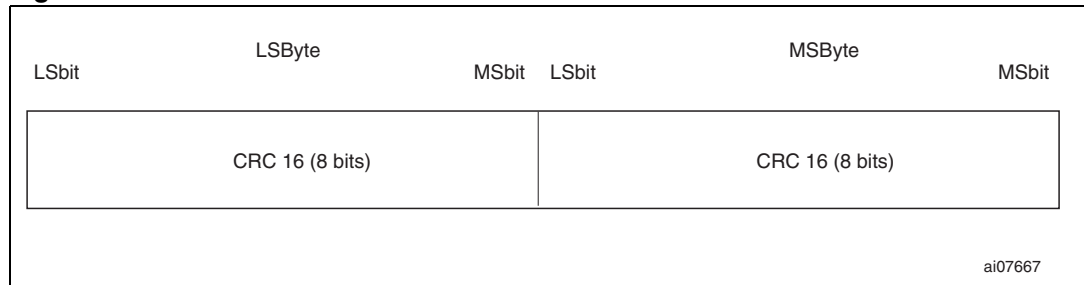 LSByte MSByte
LSbit MSbit LSbit MSbit
CRC 16 (8 bits) CRC 16 (8 bits)
ai07667